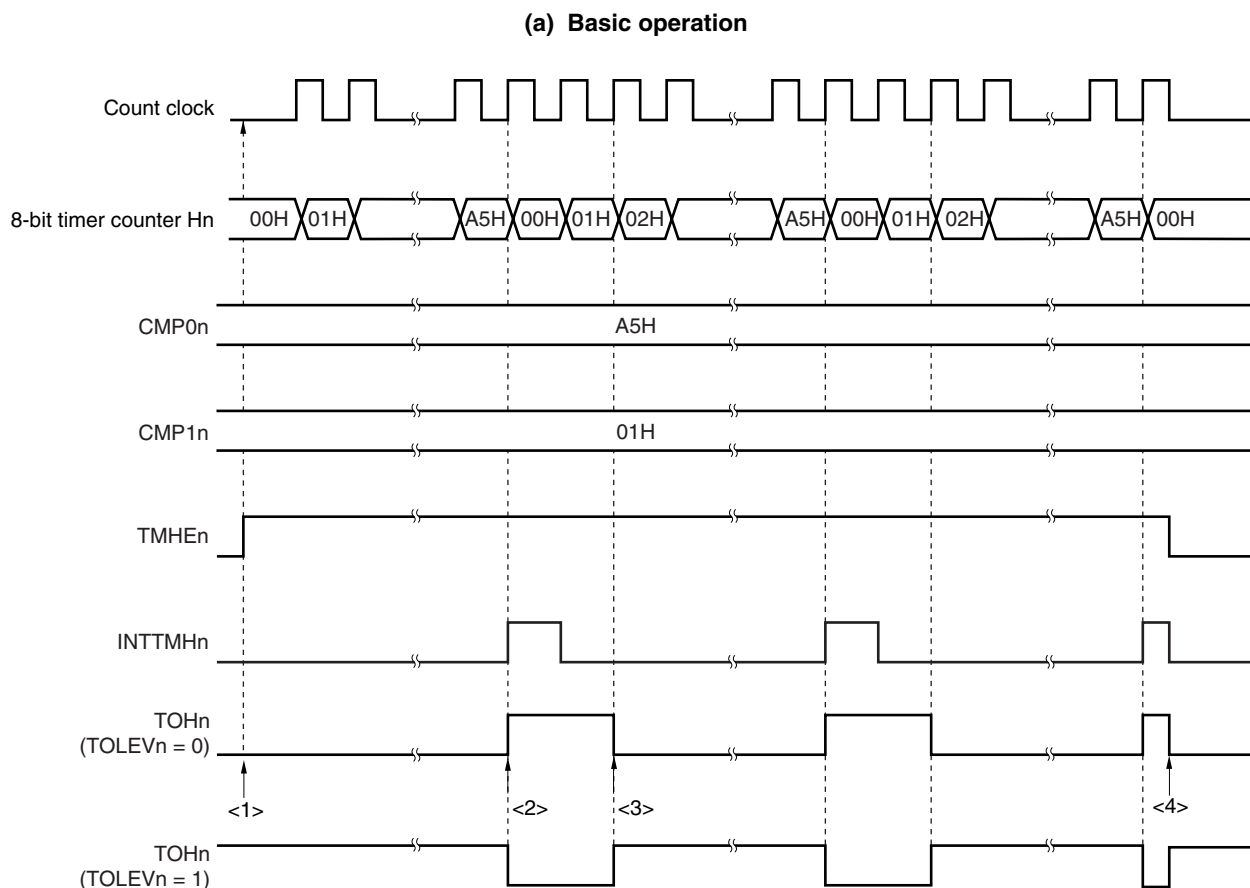 (a) Basic operation
Count clock
8-bit timer counter Hn
00H 01H A5H 00H 01H 02H A5H 00H 01H 02H A5H 00H
CMP0n
A5H
CMP1n
01H
TMHEn
INTTMHn
TOHn
(TOLEVn = 0)
<1> <2> <3> <4>
TOHn
(TOLEVn = 1)